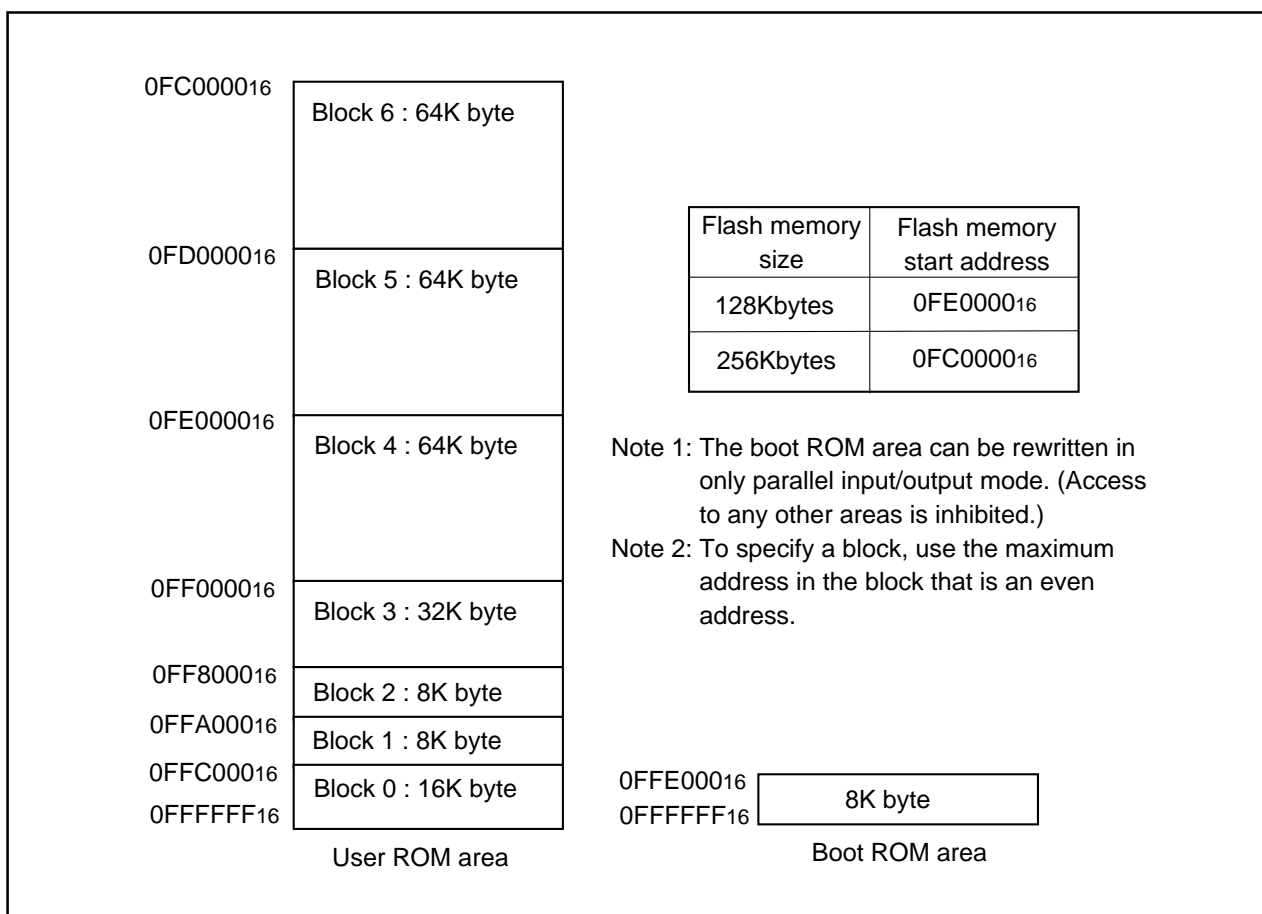 0FC000016
Block 6 : 64K byte
0FD000016
Block 5 : 64K byte
0FE000016
Block 4 : 64K byte
0FF000016
Block 3 : 32K byte
0FF800016
Block 2 : 8K byte
0FFA00016
Block 1 : 8K byte
0FFC00016
Block 0 : 16K byte
0FFFFFF16
User ROM area
Flash memory size
Flash memory start address
128Kbytes
0FE000016
256Kbytes
0FC000016
Note 1: The boot ROM area can be rewritten in
only parallel input/output mode. (Access
to any other areas is inhibited.)
Note 2: To specify a block, use the maximum
address in the block that is an even
address.
0FFE00016
8K byte
0FFFFFF16
Boot ROM area